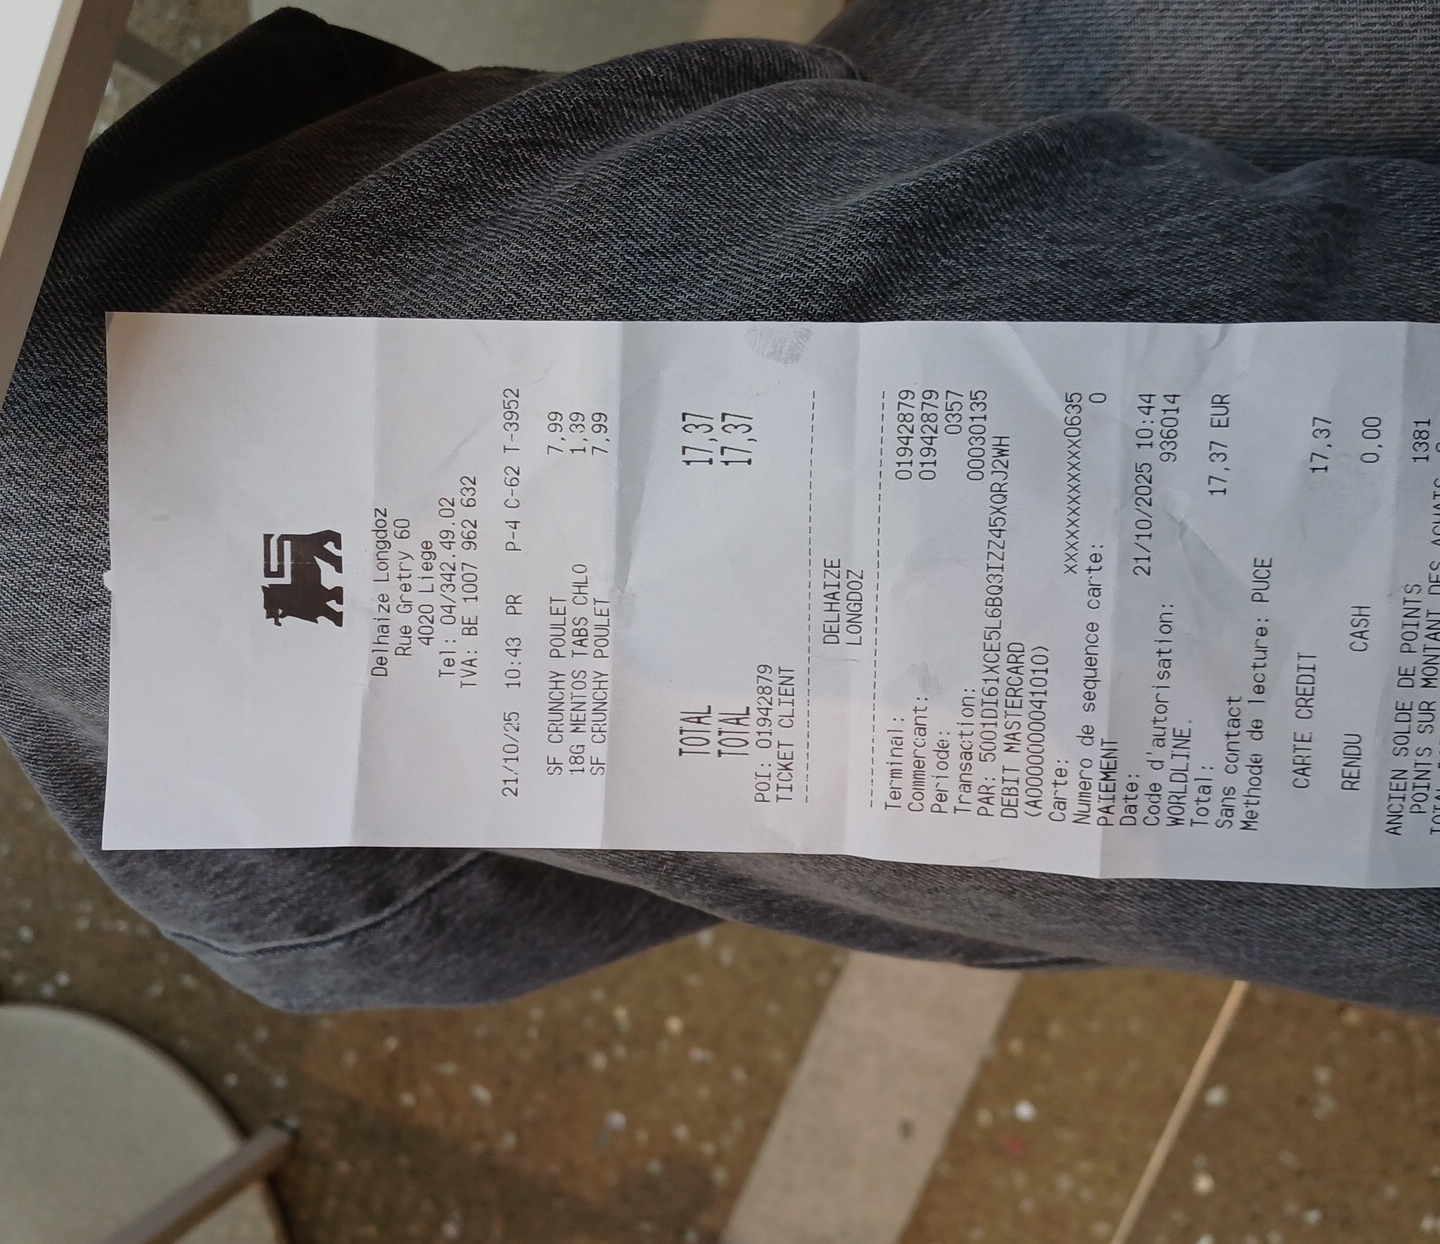 Delhaize Longdoz
Rue Gretry 60
4020 Liege
Tel: 04/342.49.02
TVA: BE 1007 962 632
21/10/25 10:43 PR P-4 C-62 T-3952
SF CRUNCHY POULET 7,99
18G MENTOS TABS CHLO 1,39
SF CRUNCHY POULET 7,99
TOTAL 17,37
TOTAL 17,37
POI: 01942879
TICKET CLIENT
DELHAIZE
LONGDOZ
Terminal: 01942879
Commercant: 01942879
Periode: 0357
Transaction: 00030135
PAR: 5001DI61XCE5L6BQ3IZZ45XQRJ2WH
DEBIT MASTERCARD
(A0000000041010)
Carte: xxxxxxxxxxxxx0635
Numero de sequence carte: 0
PAIEMENT
Date: 21/10/2025 10:44
Code d'autorisation: 936014
WORLDLINE.
Total: 17,37 EUR
Sans contact
Methode de lecture: PUCE
CARTE CREDIT 17,37
RENDU CASH 0,00
ANCIEN SOLDE DE POINTS 1381
POINTS SUR MONTANT DES ACHATS